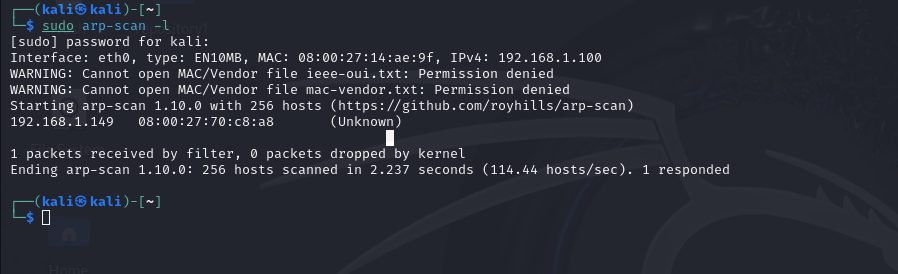 ┌──(kali㉿kali)-[~]
└─$ sudo arp-scan -l
[sudo] password for kali:
Interface: eth0, type: EN10MB, MAC: 08:00:27:14:ae:9f, IPv4: 192.168.1.100
WARNING: Cannot open MAC/Vendor file ieee-oui.txt: Permission denied
WARNING: Cannot open MAC/Vendor file mac-vendor.txt: Permission denied
Starting arp-scan 1.10.0 with 256 hosts (https://github.com/royhills/arp-scan)
192.168.1.149   08:00:27:70:c8:a8       (Unknown)
1 packets received by filter, 0 packets dropped by kernel
Ending arp-scan 1.10.0: 256 hosts scanned in 2.237 seconds (114.44 hosts/sec). 1 responded
┌──(kali㉿kali)-[~]
└─$
Home